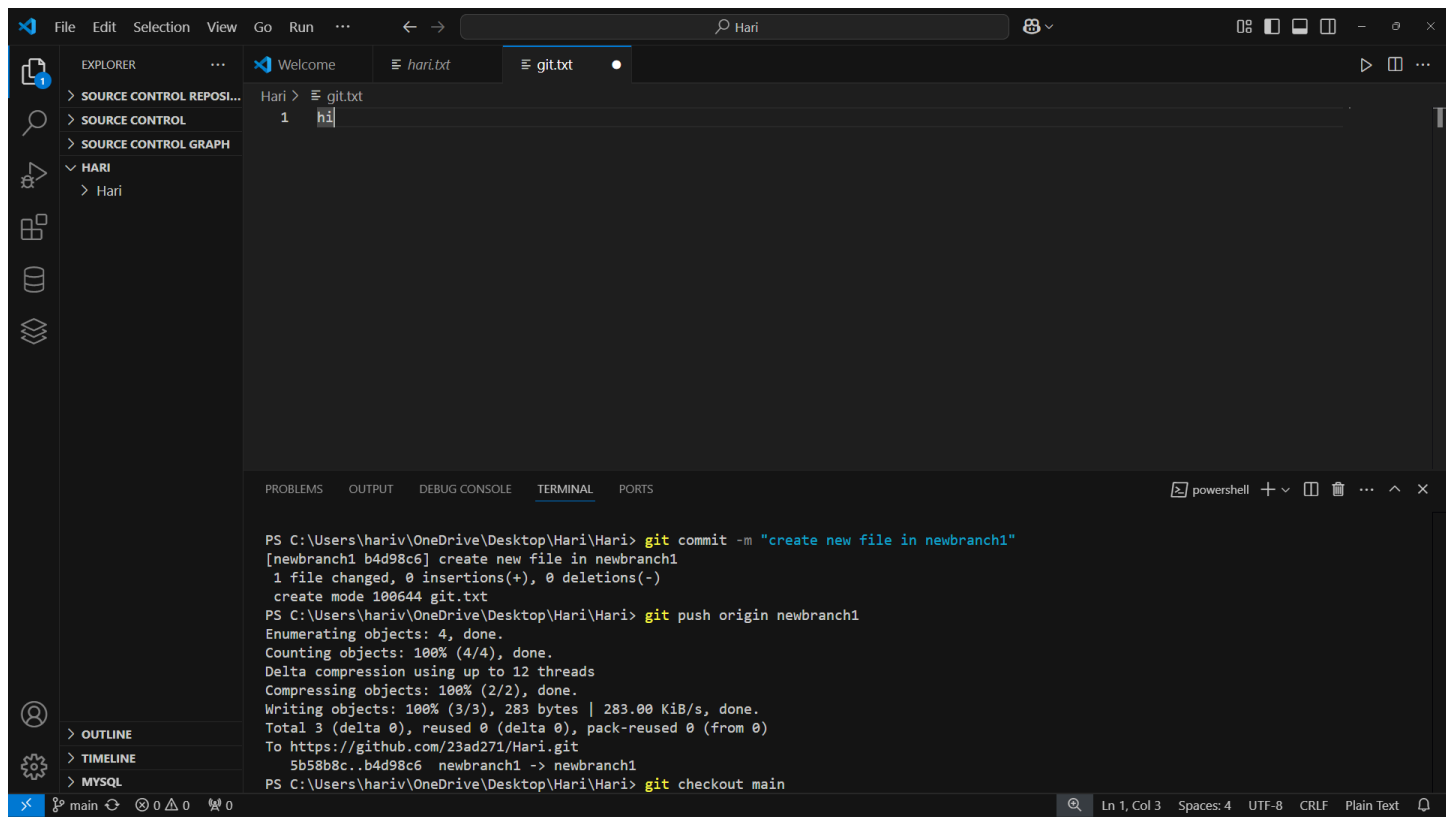 File Edit Selection View Go Run ··· Hari
EXPLORER ···
SOURCE CONTROL REPOSI...
SOURCE CONTROL
SOURCE CONTROL GRAPH
HARI
Hari
OUTLINE
TIMELINE
MYSQL
1
Welcome hari.txt git.txt
Hari > git.txt
1 hi
PROBLEMS OUTPUT DEBUG CONSOLE TERMINAL PORTS powershell
PS C:\Users\hariv\OneDrive\Desktop\Hari\Hari> git commit -m "create new file in newbranch1"
[newbranch1 b4d98c6] create new file in newbranch1
1 file changed, 0 insertions(+), 0 deletions(-)
create mode 100644 git.txt
PS C:\Users\hariv\OneDrive\Desktop\Hari\Hari> git push origin newbranch1
Enumerating objects: 4, done.
Counting objects: 100% (4/4), done.
Delta compression using up to 12 threads
Compressing objects: 100% (2/2), done.
Writing objects: 100% (3/3), 283 bytes | 283.00 KiB/s, done.
Total 3 (delta 0), reused 0 (delta 0), pack-reused 0 (from 0)
To https://github.com/23ad271/Hari.git
5b58b8c..b4d98c6 newbranch1 -> newbranch1
PS C:\Users\hariv\OneDrive\Desktop\Hari\Hari> git checkout main
main 0 0 0 Ln 1, Col 3 Spaces: 4 UTF-8 CRLF Plain Text